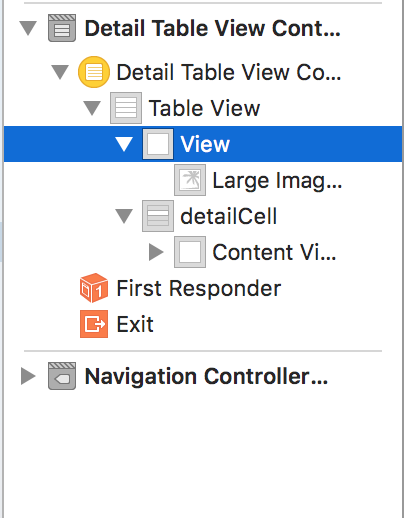 Detail Table View Cont...
Detail Table View Co...
Table View
View
Large Imag...
detailCell
Content Vi...
First Responder
Exit
Navigation Controller...